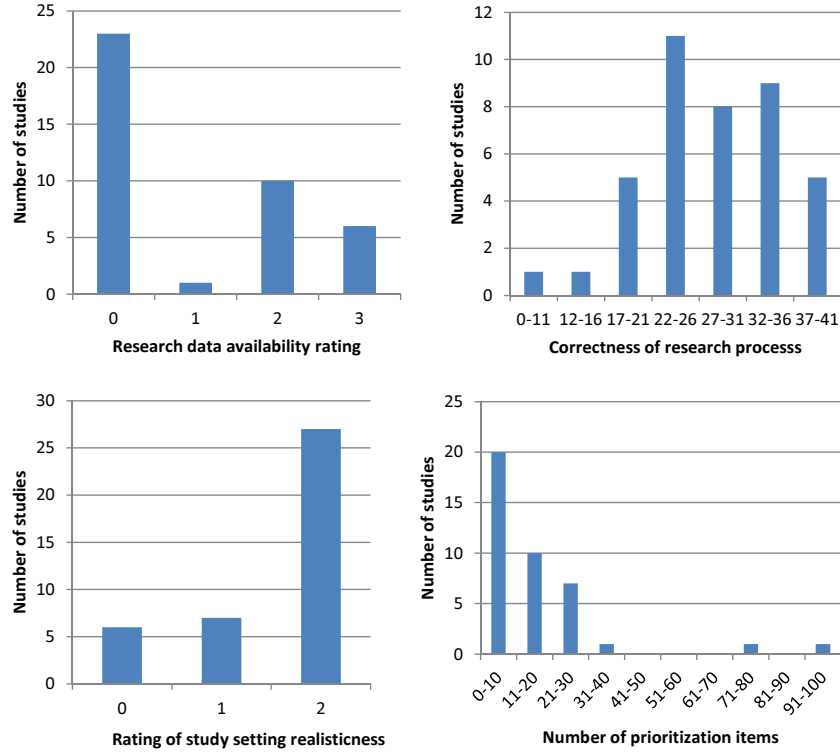 25
20
15
10
5
0
Number of studies
0 1 2 3
Research data availability rating
12
10
8
6
4
2
0
Number of studies
0-11 12-16 17-21 22-26 27-31 32-36 37-41
Correctness of research processs
30
25
20
15
10
5
0
Number of studies
0 1 2
Rating of study setting realisticness
25
20
15
10
5
0
Number of studies
0-10 11-20 21-30 31-40 41-50 51-60 61-70 71-80 81-90 91-100
Number of prioritization items